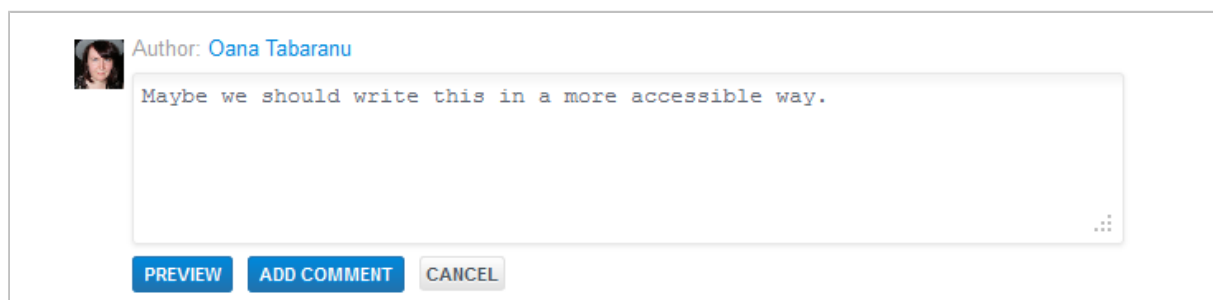 Author: Oana Tabaranu
Maybe we should write this in a more accessible way.
PREVIEW ADD COMMENT CANCEL